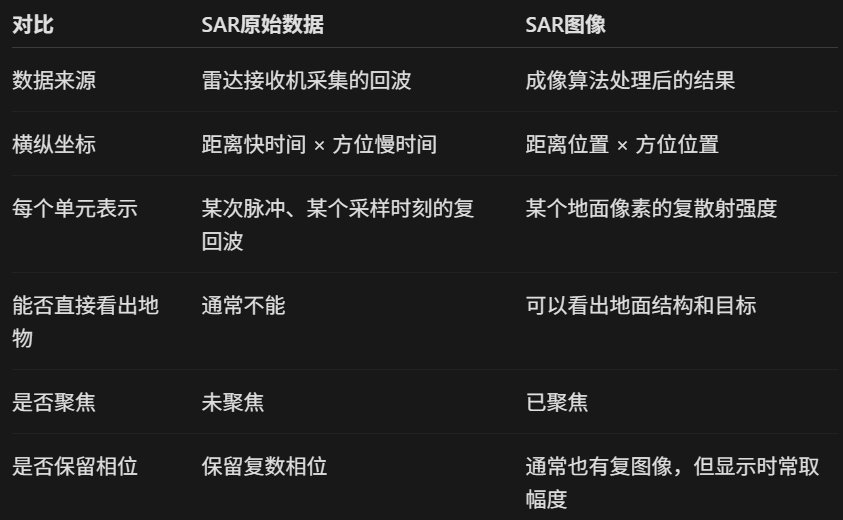 对比 SAR原始数据 SAR图像
数据来源 雷达接收机采集的回波 成像算法处理后的结果
横纵坐标 距离快时间 × 方位慢时间 距离位置 × 方位位置
每个单元表示 某次脉冲、某个采样时刻的复 某个地面像素的复散射强度
回波
能否直接看出地 通常不能 可以看出地面结构和目标
物
是否聚焦 未聚焦 已聚焦
是否保留相位 保留复数相位 通常也有复图像，但显示时常取
幅度